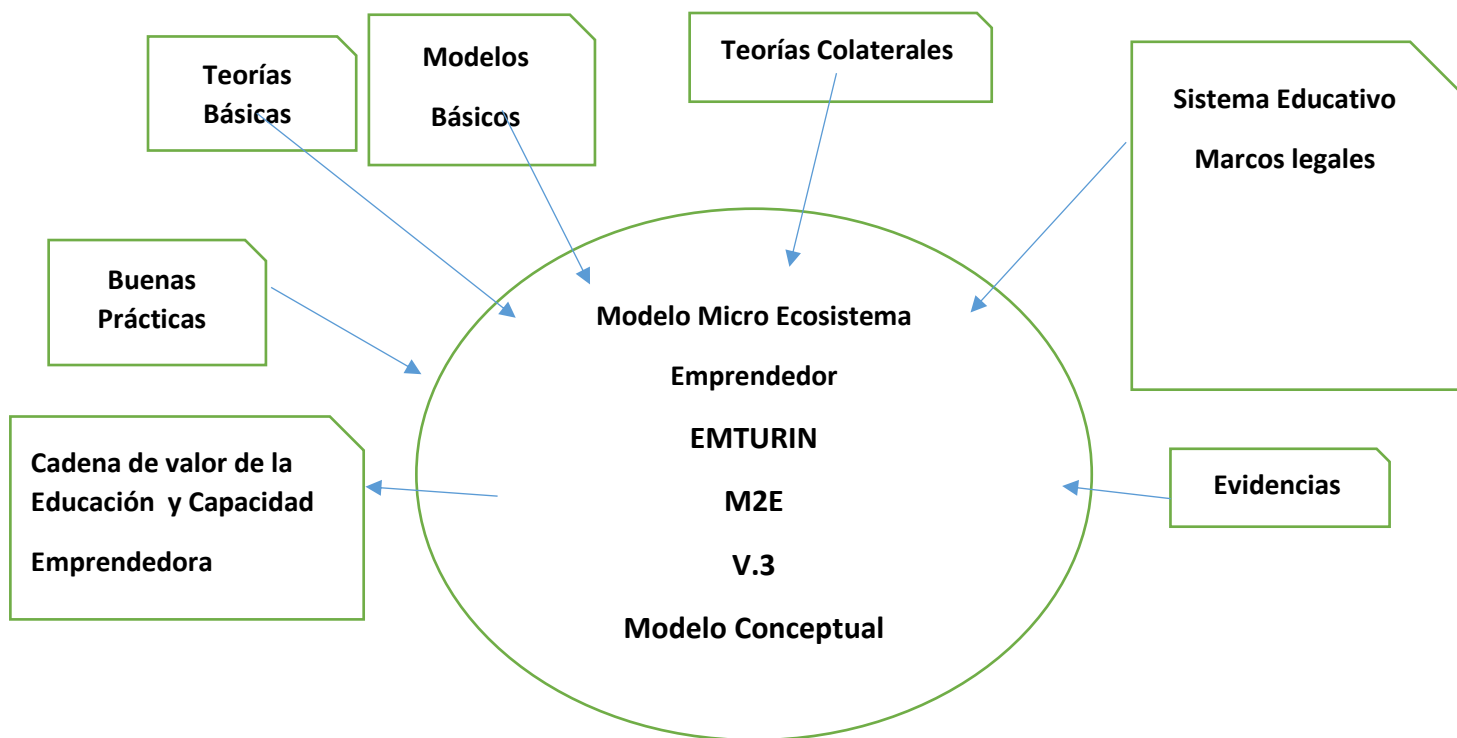 Teorías
Básicas
Modelos
Básicos
Teorías Colaterales
Sistema Educativo
Marcos legales
Buenas
Prácticas
Modelo Micro Ecosistema
Emprendedor
EMTURIN
M2E
V.3
Modelo Conceptual
Cadena de valor de la
Educación y Capacidad
Emprendedora
Evidencias